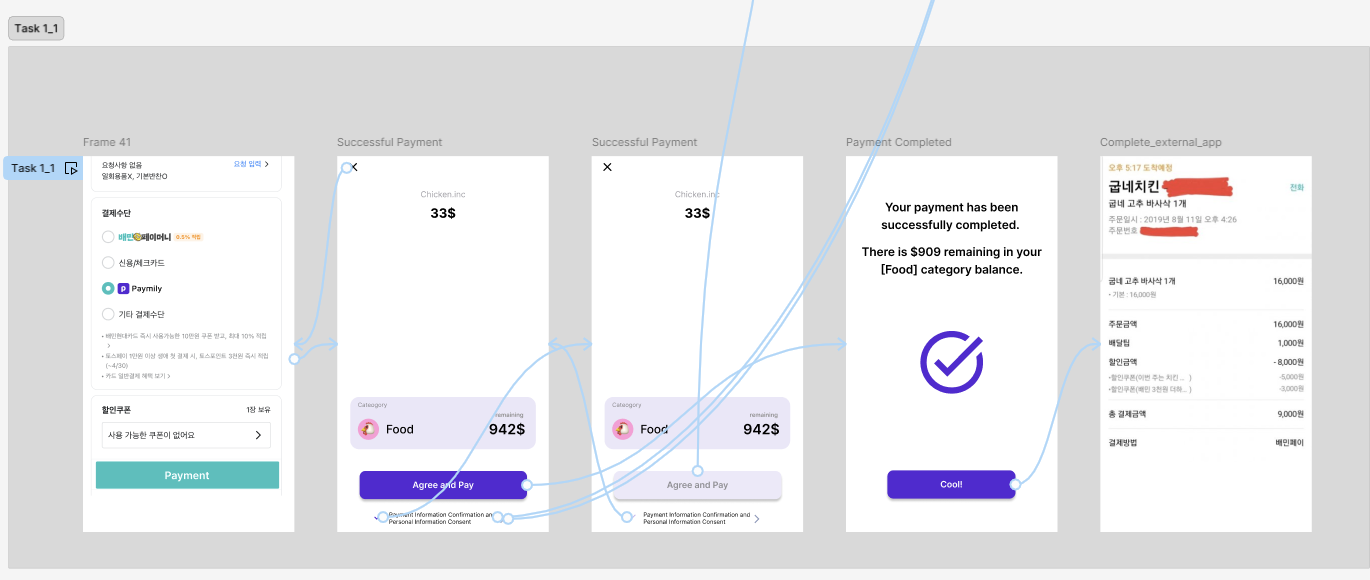 Task 1_1
Task 1_1
Frame 41
요청사항 없음
요청 입력 >
일회용품X, 기본반찬O
결제수단
배민페이머니 0.5% 적립
신용/체크카드
Paymily
기타 결제수단
• 배민현대카드 즉시 사용가능한 10만원 쿠폰 받고, 최대 10% 적립
>
• 토스페이 1만원 이상 생애 첫 결제 시, 토스포인트 3천원 즉시 적립
(~4/30)
• 카드 일반결제 혜택 보기 >
할인쿠폰
1장 보유
사용 가능한 쿠폰이 없어요
Payment
Successful Payment
Chicken.inc
33$
Cateogory
remaining
Food
942$
Agree and Pay
Payment Information Confirmation an
Personal Information Consent
Successful Payment
Chicken.inc
33$
Cateogory
remaining
Food
942$
Agree and Pay
Payment Information Confirmation and
Personal Information Consent
Payment Completed
Your payment has been
successfully completed.
There is $909 remaining in your
[Food] category balance.
Cool!
Complete_external_app
오후 5:17 도착예정
굽네치킨
전화
굽네 고추 바사삭 1개
주문일시 : 2019년 8월 11일 오후 4:26
주문번호
굽네 고추 바사삭 1개
16,000원
• 기본 : 16,000원
주문금액
16,000원
배달팁
1,000원
할인금액
- 8,000원
•할인쿠폰(이번 주는 치킨 ... )
-5,000원
•할인쿠폰(배민 3천원 더하... )
-3,000원
총 결제금액
9,000원
결제방법
배민페이